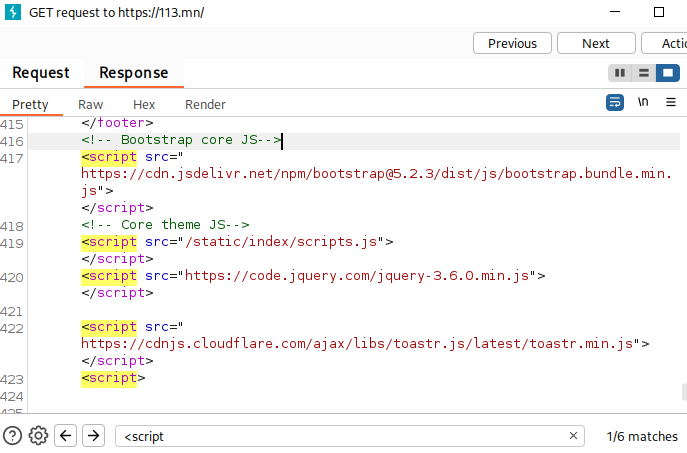 GET request to https://113.mn/
Previous Next Actio
Request Response
Pretty Raw Hex Render \n
415 </footer>
416 <!-- Bootstrap core JS-->
417 <script src="
https://cdn.jsdelivr.net/npm/bootstrap@5.2.3/dist/js/bootstrap.bundle.min.
js">
</script>
418 <!-- Core theme JS-->
419 <script src="/static/index/scripts.js">
</script>
420 <script src="https://code.jquery.com/jquery-3.6.0.min.js">
</script>
421
422 <script src="
https://cdnjs.cloudflare.com/ajax/libs/toastr.js/latest/toastr.min.js">
</script>
423 <script>
424
425
<script 1/6 matches